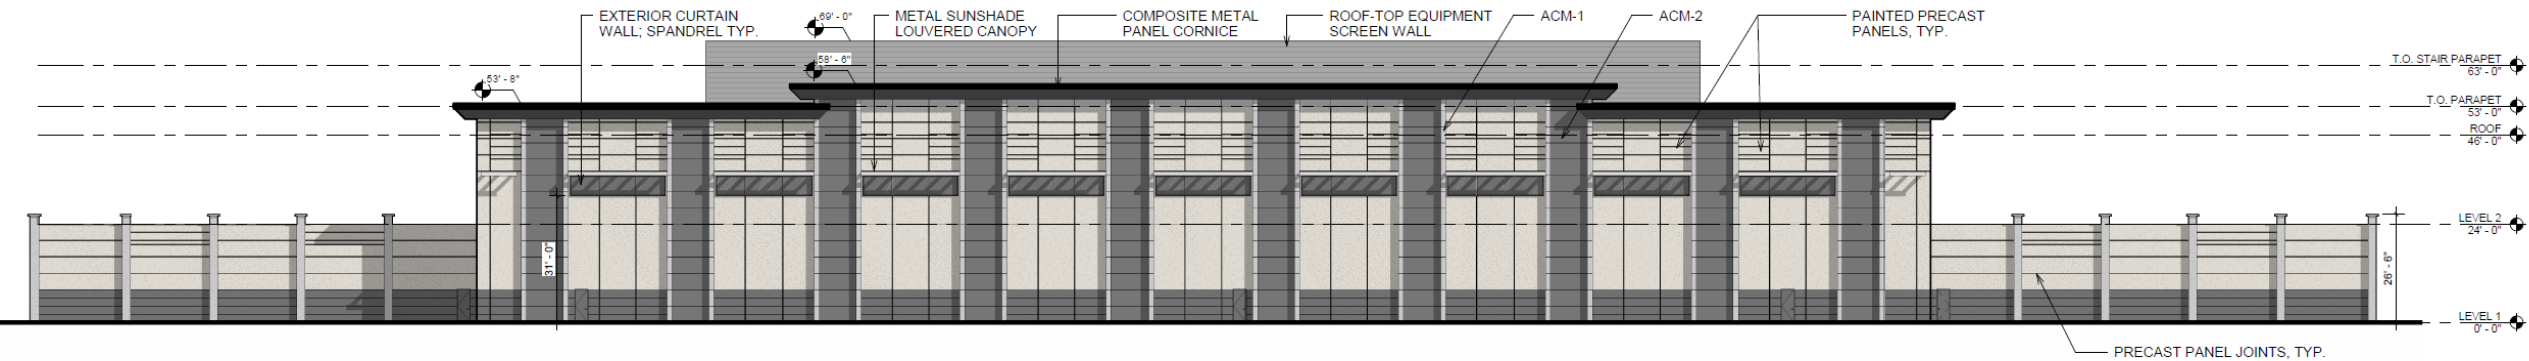 EXTERIOR CURTAIN
WALL; SPANDREL TYP.
METAL SUNSHADE
LOUVERED CANOPY
COMPOSITE METAL
PANEL CORNICE
ROOF-TOP EQUIPMENT
SCREEN WALL
ACM-1
ACM-2
PAINTED PRECAST
PANELS, TYP.
69' - 0"
58' - 6"
53' - 8"
T.O. STAIR PARAPET
63' - 0"
T.O. PARAPET
53' - 0"
ROOF
46' - 0"
LEVEL 2
24' - 0"
31' - 0"
26' - 6"
LEVEL 1
0' - 0"
PRECAST PANEL JOINTS, TYP.